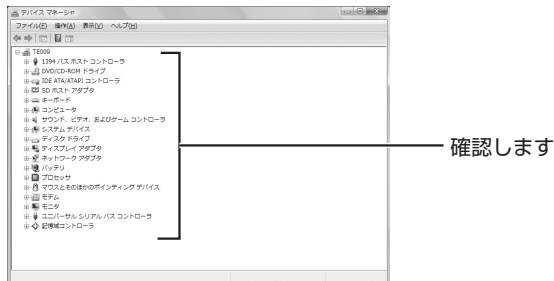 デバイス マネージャ
ファイル(F) 操作(A) 表示(V) ヘルプ(H)
TE009
1394 バス ホスト コントローラ
DVD/CD-ROM ドライブ
IDE ATA/ATAPI コントローラ
SD ホスト アダプタ
キーボード
コンピュータ
サウンド、ビデオ、およびゲーム コントローラ
システム デバイス
ディスク ドライブ
ディスプレイ アダプタ
ネットワーク アダプタ
バッテリ
プロセッサ
マウスとそのほかのポインティング デバイス
モデム
モニタ
ユニバーサル シリアル バス コントローラ
記憶域コントローラ
確認します